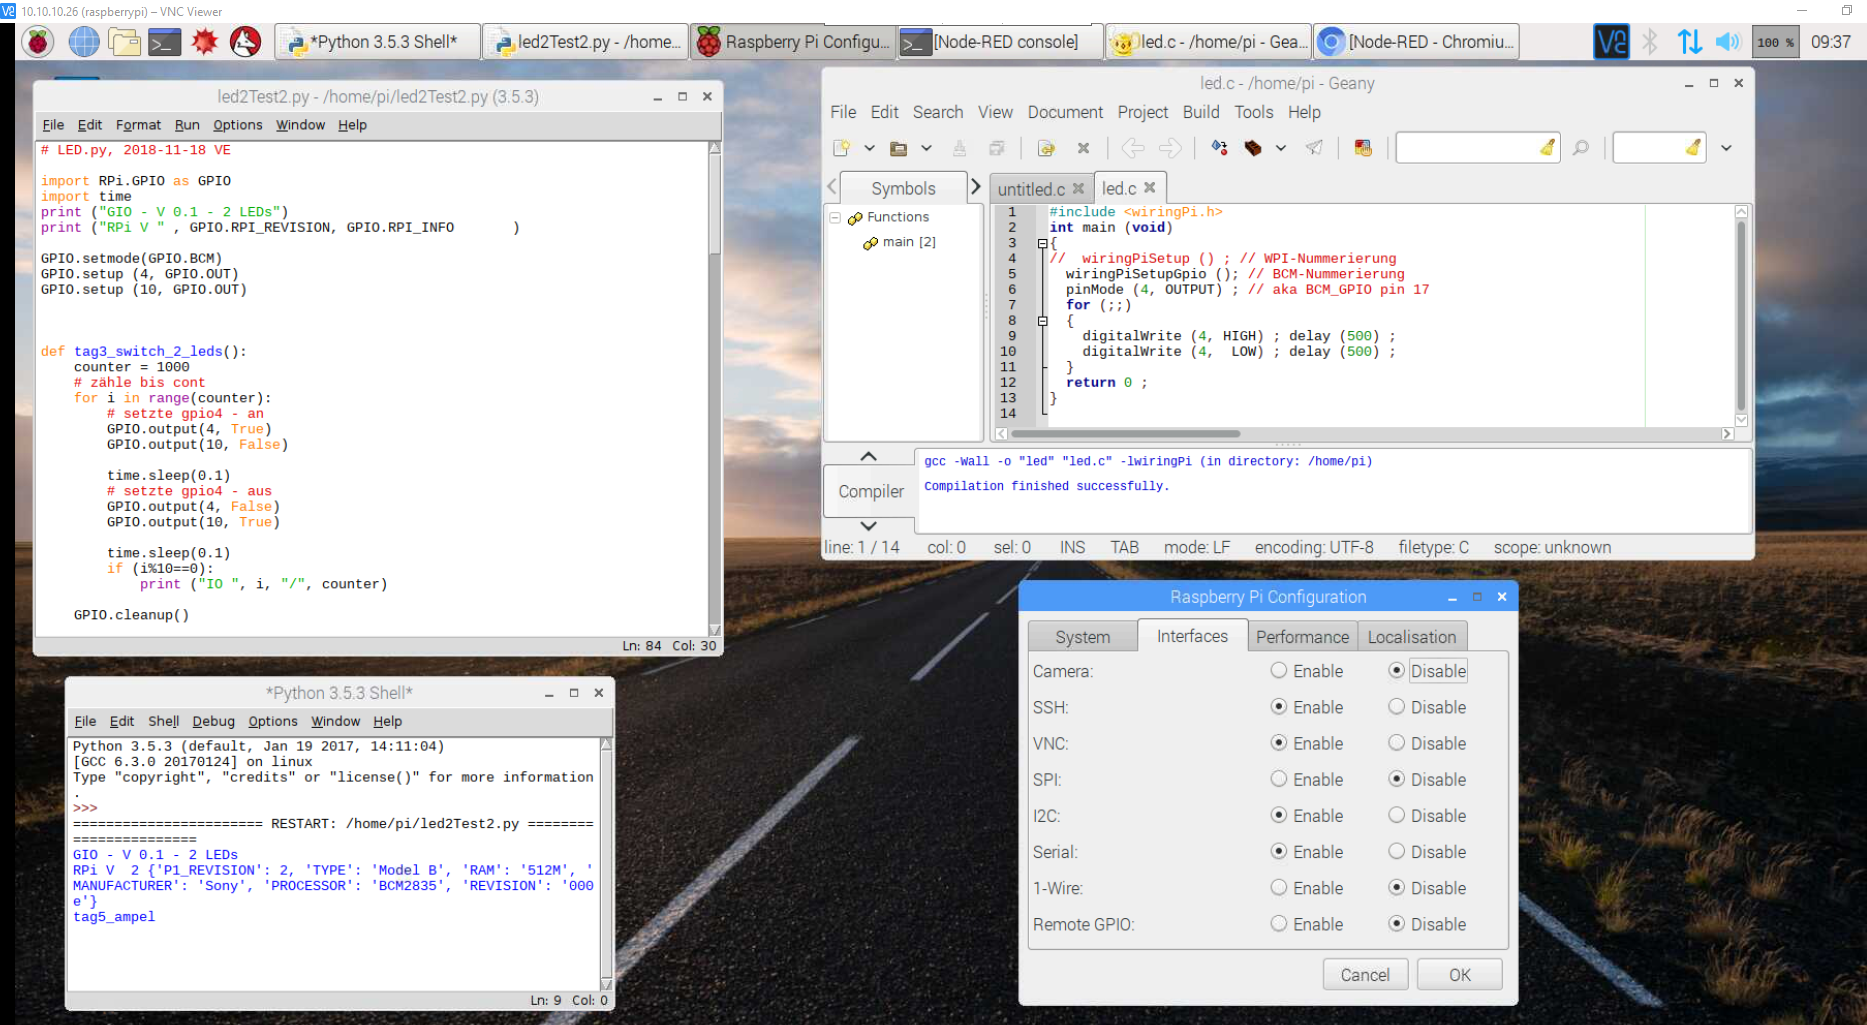 10.10.10.26 (raspberrypi) – VNC Viewer
*Python 3.5.3 Shell*
led2Test2.py - /home...
Raspberry Pi Configu...
[Node-RED console]
led.c - /home/pi - Gea...
[Node-RED - Chromiu...
100 %
09:37
led2Test2.py - /home/pi/led2Test2.py (3.5.3)
File Edit Format Run Options Window Help
# LED.py, 2018-11-18 VE
import RPi.GPIO as GPIO
import time
print ("GIO - V 0.1 - 2 LEDs")
print ("RPi V " , GPIO.RPI_REVISION, GPIO.RPI_INFO       )
GPIO.setmode(GPIO.BCM)
GPIO.setup (4, GPIO.OUT)
GPIO.setup (10, GPIO.OUT)
def tag3_switch_2_leds():
    counter = 1000
    # zähle bis cont
    for i in range(counter):
        # setzte gpio4 - an
        GPIO.output(4, True)
        GPIO.output(10, False)
        time.sleep(0.1)
        # setzte gpio4 - aus
        GPIO.output(4, False)
        GPIO.output(10, True)
        time.sleep(0.1)
        if (i%10==0):
            print ("IO ", i, "/", counter)
    GPIO.cleanup()
Ln: 84 Col: 30
*Python 3.5.3 Shell*
File Edit Shell Debug Options Window Help
Python 3.5.3 (default, Jan 19 2017, 14:11:04)
[GCC 6.3.0 20170124] on linux
Type "copyright", "credits" or "license()" for more information
.
>>>
======================= RESTART: /home/pi/led2Test2.py ========
===============
GIO - V 0.1 - 2 LEDs
RPi V  2 {'P1_REVISION': 2, 'TYPE': 'Model B', 'RAM': '512M', '
MANUFACTURER': 'Sony', 'PROCESSOR': 'BCM2835', 'REVISION': '000
e'}
tag5_ampel
Ln: 9 Col: 0
led.c - /home/pi - Geany
File Edit Search View Document Project Build Tools Help
Symbols
Functions
main [2]
untitled.c
led.c
1 #include <wiringPi.h>
2 int main (void)
3 {
4 //  wiringPiSetup () ; // WPI-Nummerierung
5   wiringPiSetupGpio (); // BCM-Nummerierung
6   pinMode (4, OUTPUT) ; // aka BCM_GPIO pin 17
7   for (;;)
8   {
9     digitalWrite (4, HIGH) ; delay (500) ;
10     digitalWrite (4,  LOW) ; delay (500) ;
11   }
12   return 0 ;
13 }
14
Compiler
gcc -Wall -o "led" "led.c" -lwiringPi (in directory: /home/pi)
Compilation finished successfully.
line: 1 / 14 col: 0 sel: 0 INS TAB mode: LF encoding: UTF-8 filetype: C scope: unknown
Raspberry Pi Configuration
System Interfaces Performance Localisation
Camera: Enable Disable
SSH: Enable Disable
VNC: Enable Disable
SPI: Enable Disable
I2C: Enable Disable
Serial: Enable Disable
1-Wire: Enable Disable
Remote GPIO: Enable Disable
Cancel OK